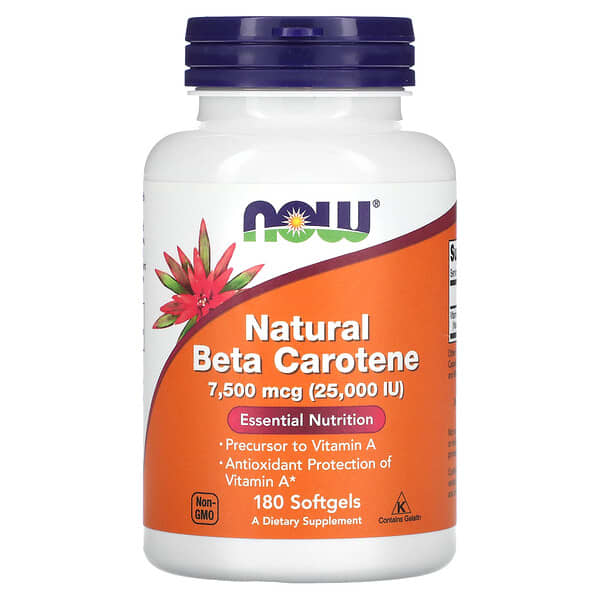 NOW®
Natural
Beta Carotene
7,500 mcg (25,000 IU)
Essential Nutrition
• Precursor to Vitamin A
• Antioxidant Protection of
Vitamin A*
Non-
GMO
180 Softgels
A Dietary Supplement
K
Contains Gelatin